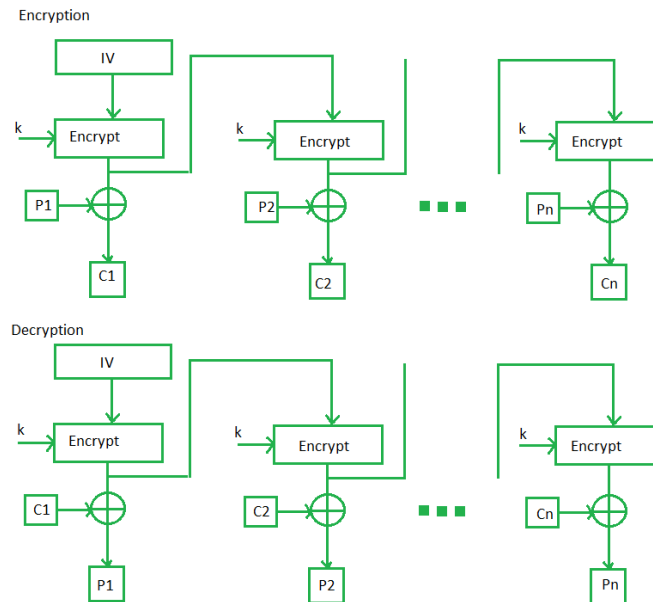 Encryption
IV
k
Encrypt
k
Encrypt
k
Encrypt
P1
P2
Pn
C1
C2
Cn
Decryption
IV
k
Encrypt
k
Encrypt
k
Encrypt
C1
C2
Cn
P1
P2
Pn